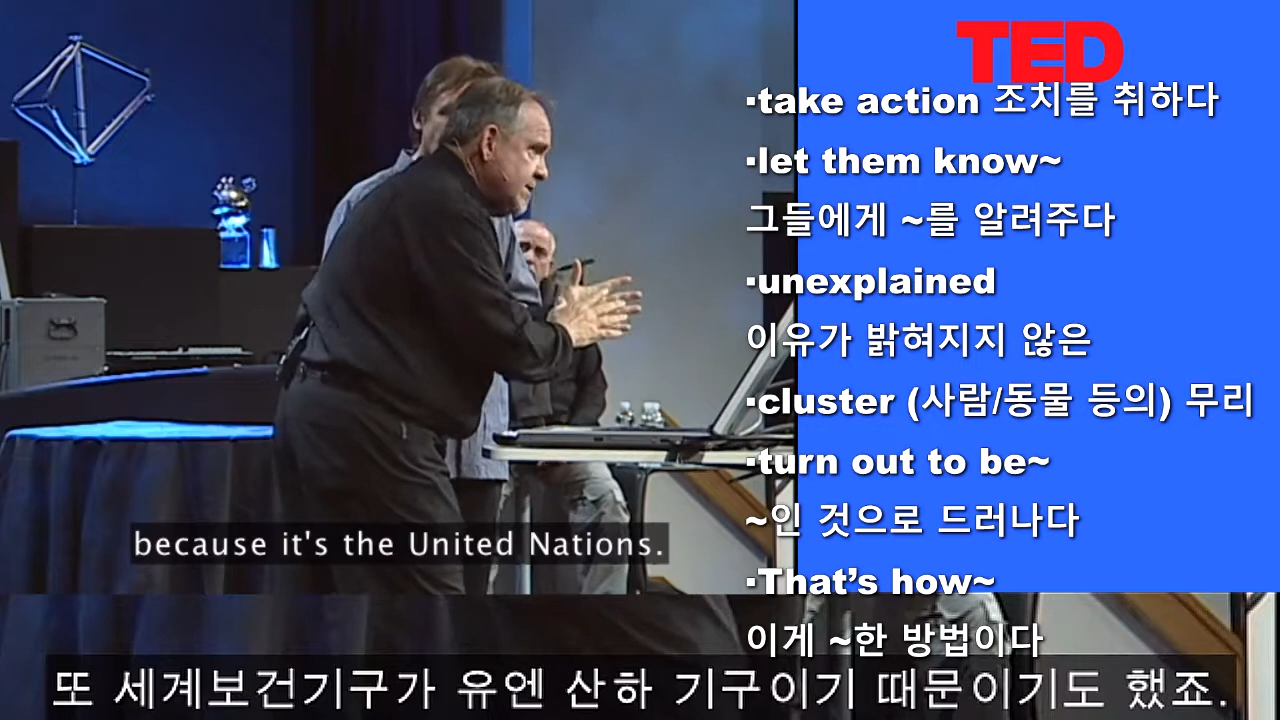 TED
▪take action 조치를 취하다
▪let them know~
그들에게 ~를 알려주다
▪unexplained
이유가 밝혀지지 않은
▪cluster (사람/동물 등의) 무리
▪turn out to be~
~인 것으로 드러나다
▪That’s how~
이게 ~한 방법이다
because it's the United Nations.
또 세계보건기구가 유엔 산하 기구이기 때문이기도 했죠.